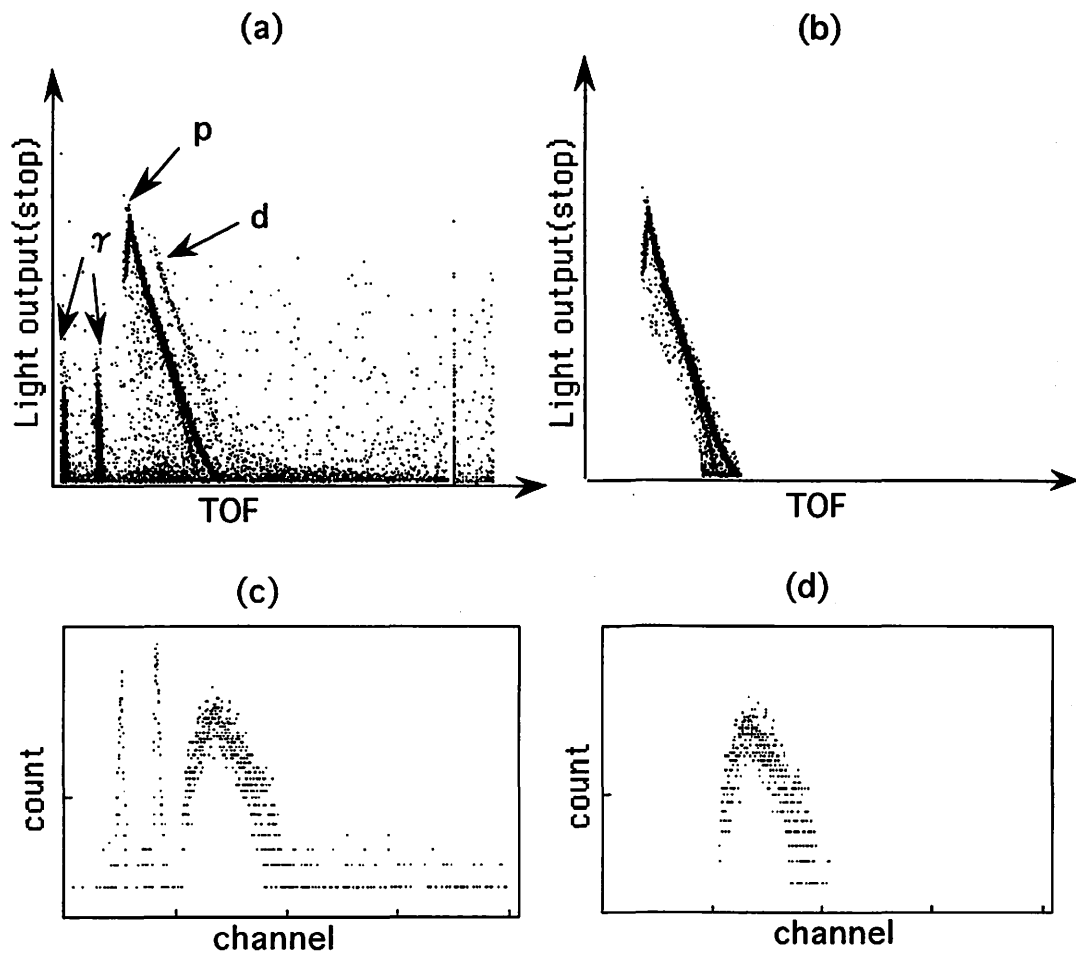 (a)
(b)
Light output(stop)
p
d
γ
TOF
Light output(stop)
TOF
(c)
(d)
count
channel
count
channel